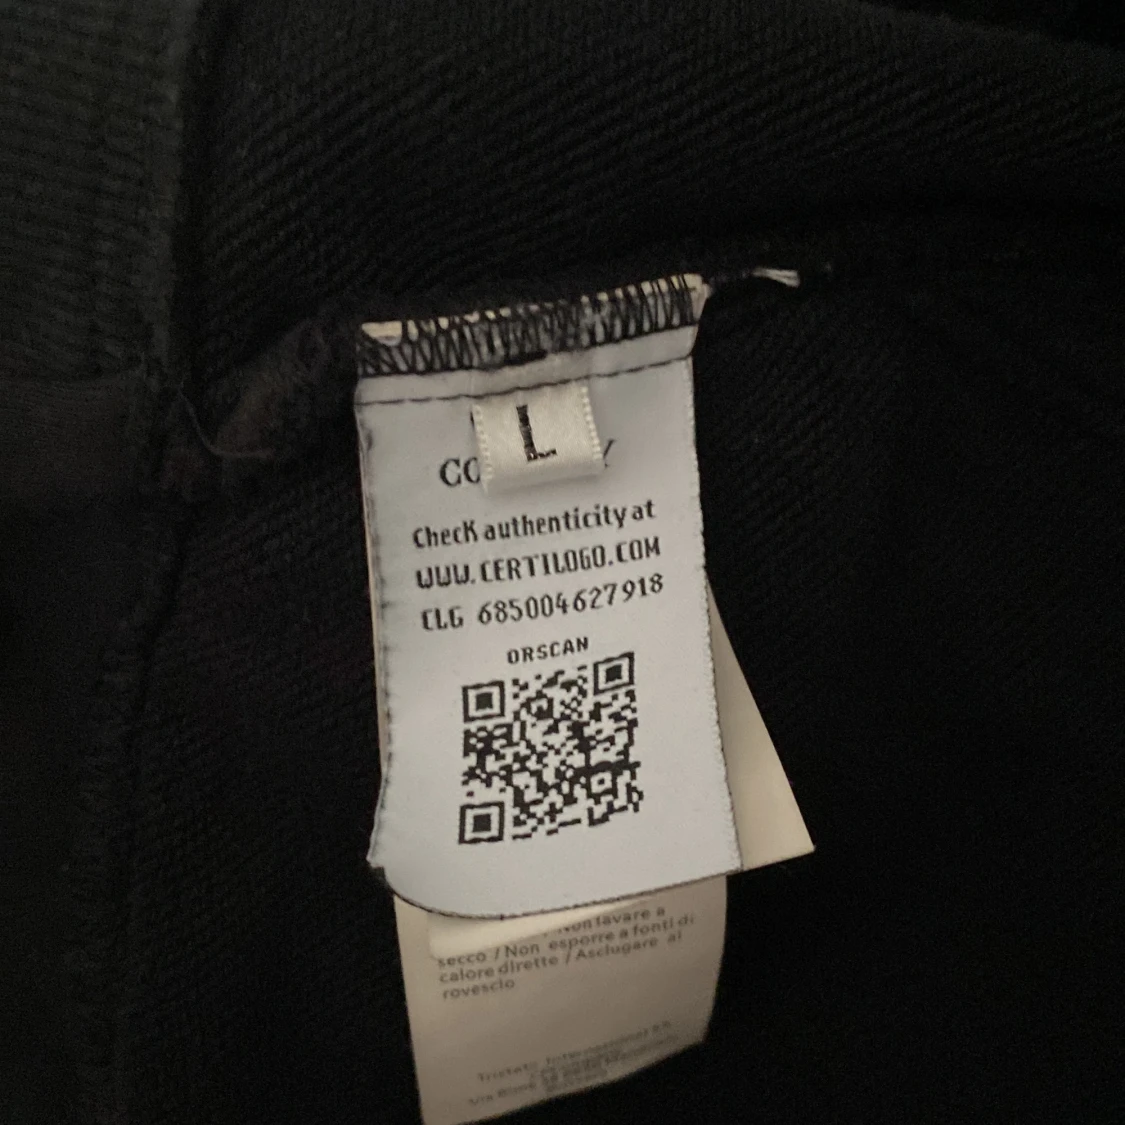 L
Check authenticity at
WWW.CERTILOGO.COM
CLG 685004627918
ORSCAN
Non lavare a
secco / Non esporre a fonti di
calore dirette / Asciugare al
rovescio